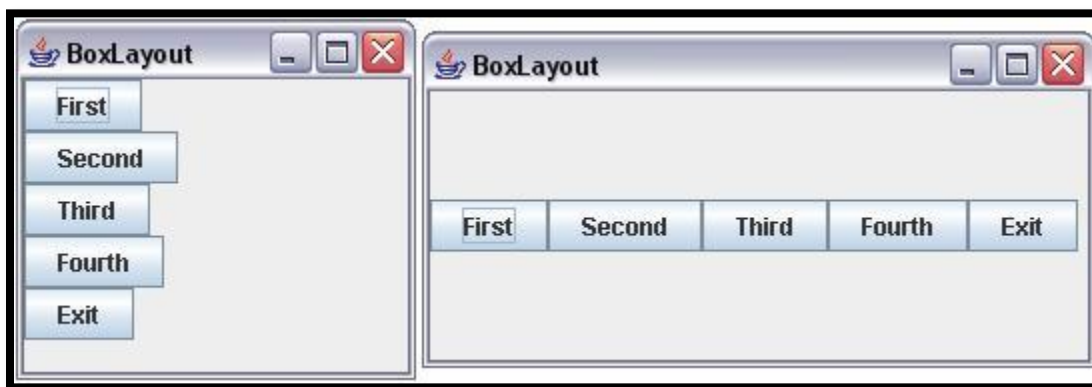 BoxLayout
First
Second
Third
Fourth
Exit
BoxLayout
First Second Third Fourth Exit